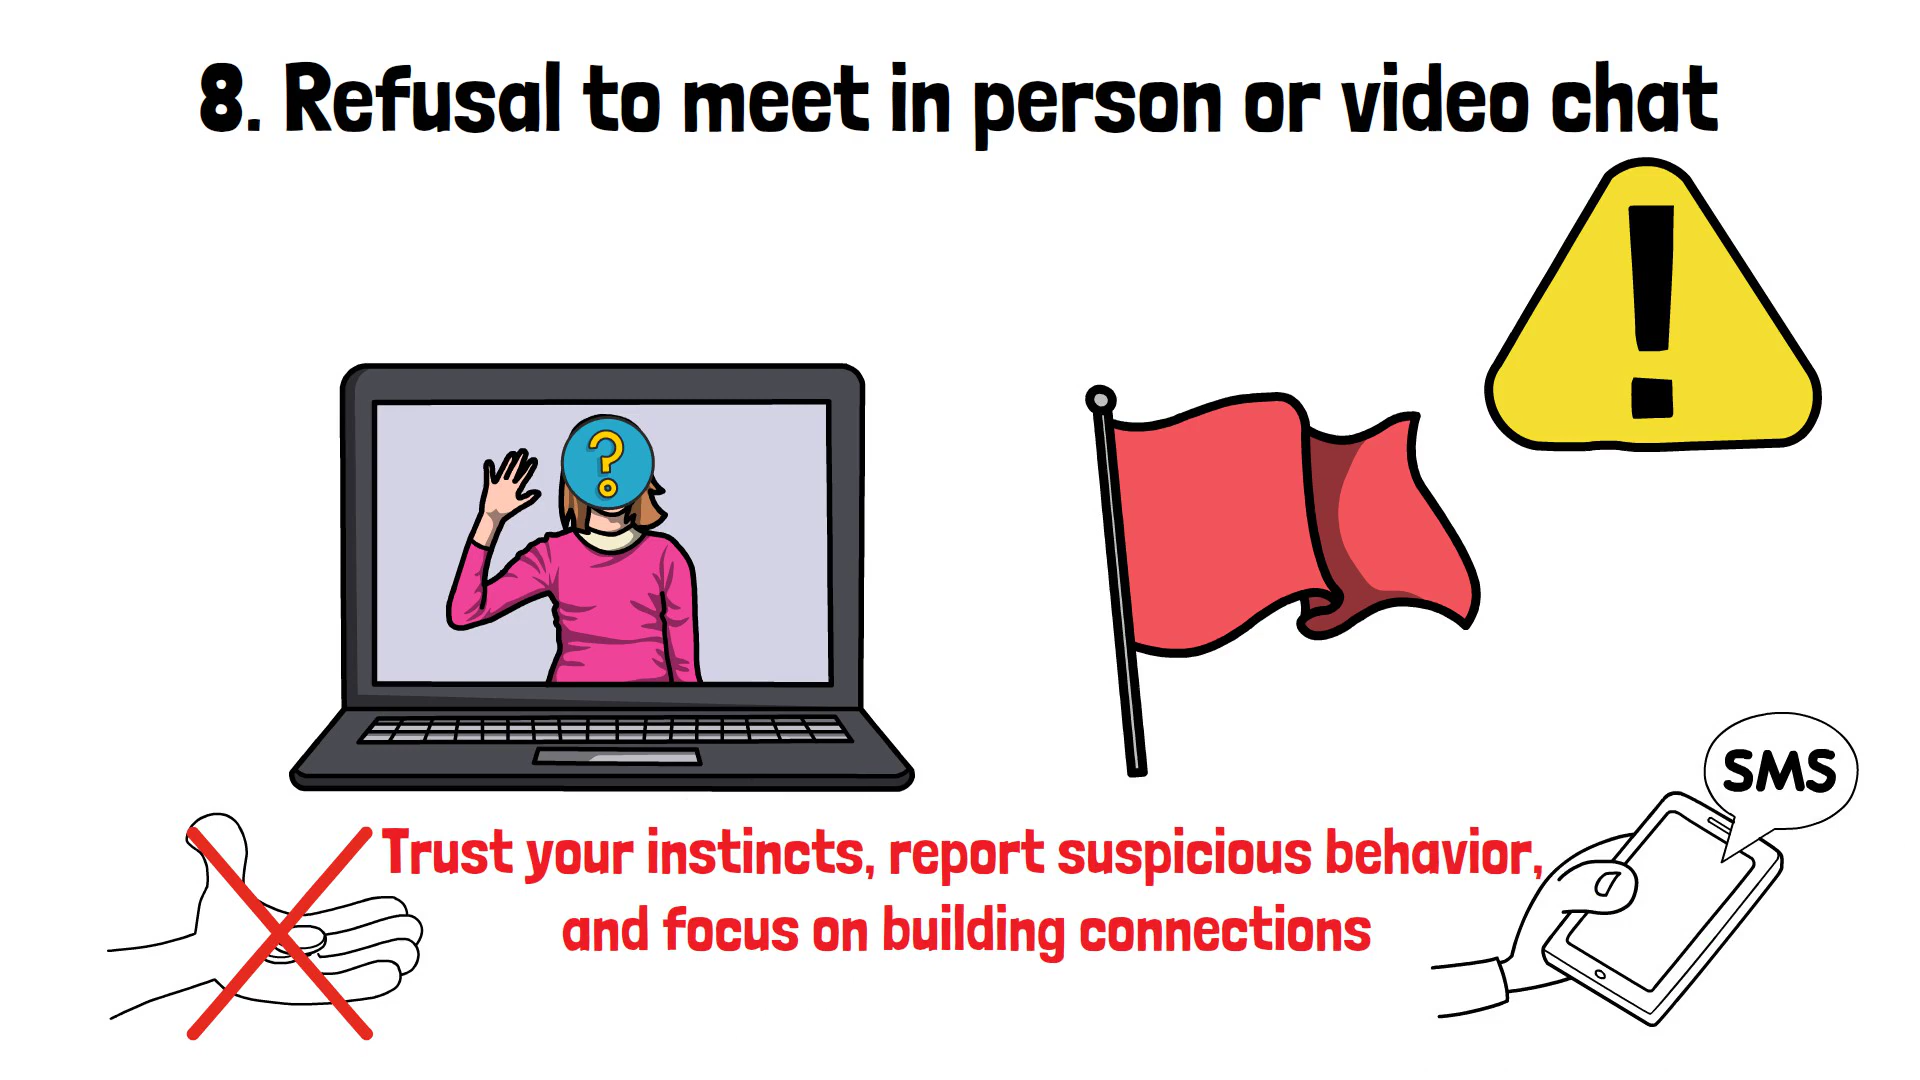 8. Refusal to meet in person or video chat
?
!
SMS
Trust your instincts, report suspicious behavior,
and focus on building connections